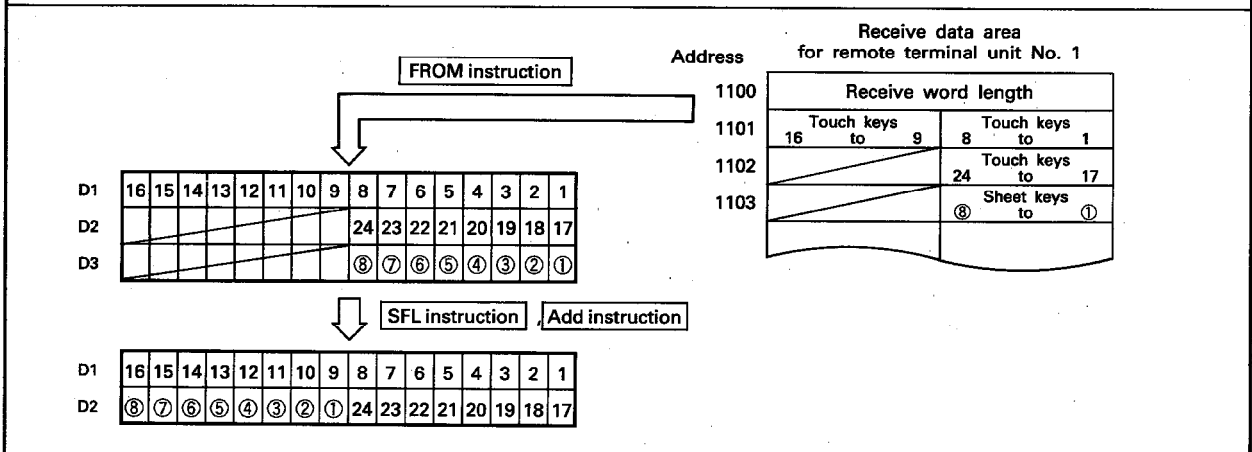 Receive data area
for remote terminal unit No. 1
Address
FROM instruction
1100 Receive word length
1101 Touch keys 16 to 9 Touch keys 8 to 1
1102 Touch keys 24 to 17
1103 Sheet keys ⑧ to ①
D1 16 15 14 13 12 11 10 9 8 7 6 5 4 3 2 1
D2 24 23 22 21 20 19 18 17
D3 ⑧ ⑦ ⑥ ⑤ ④ ③ ② ①
SFL instruction , Add instruction
D1 16 15 14 13 12 11 10 9 8 7 6 5 4 3 2 1
D2 ⑧ ⑦ ⑥ ⑤ ④ ③ ② ① 24 23 22 21 20 19 18 17